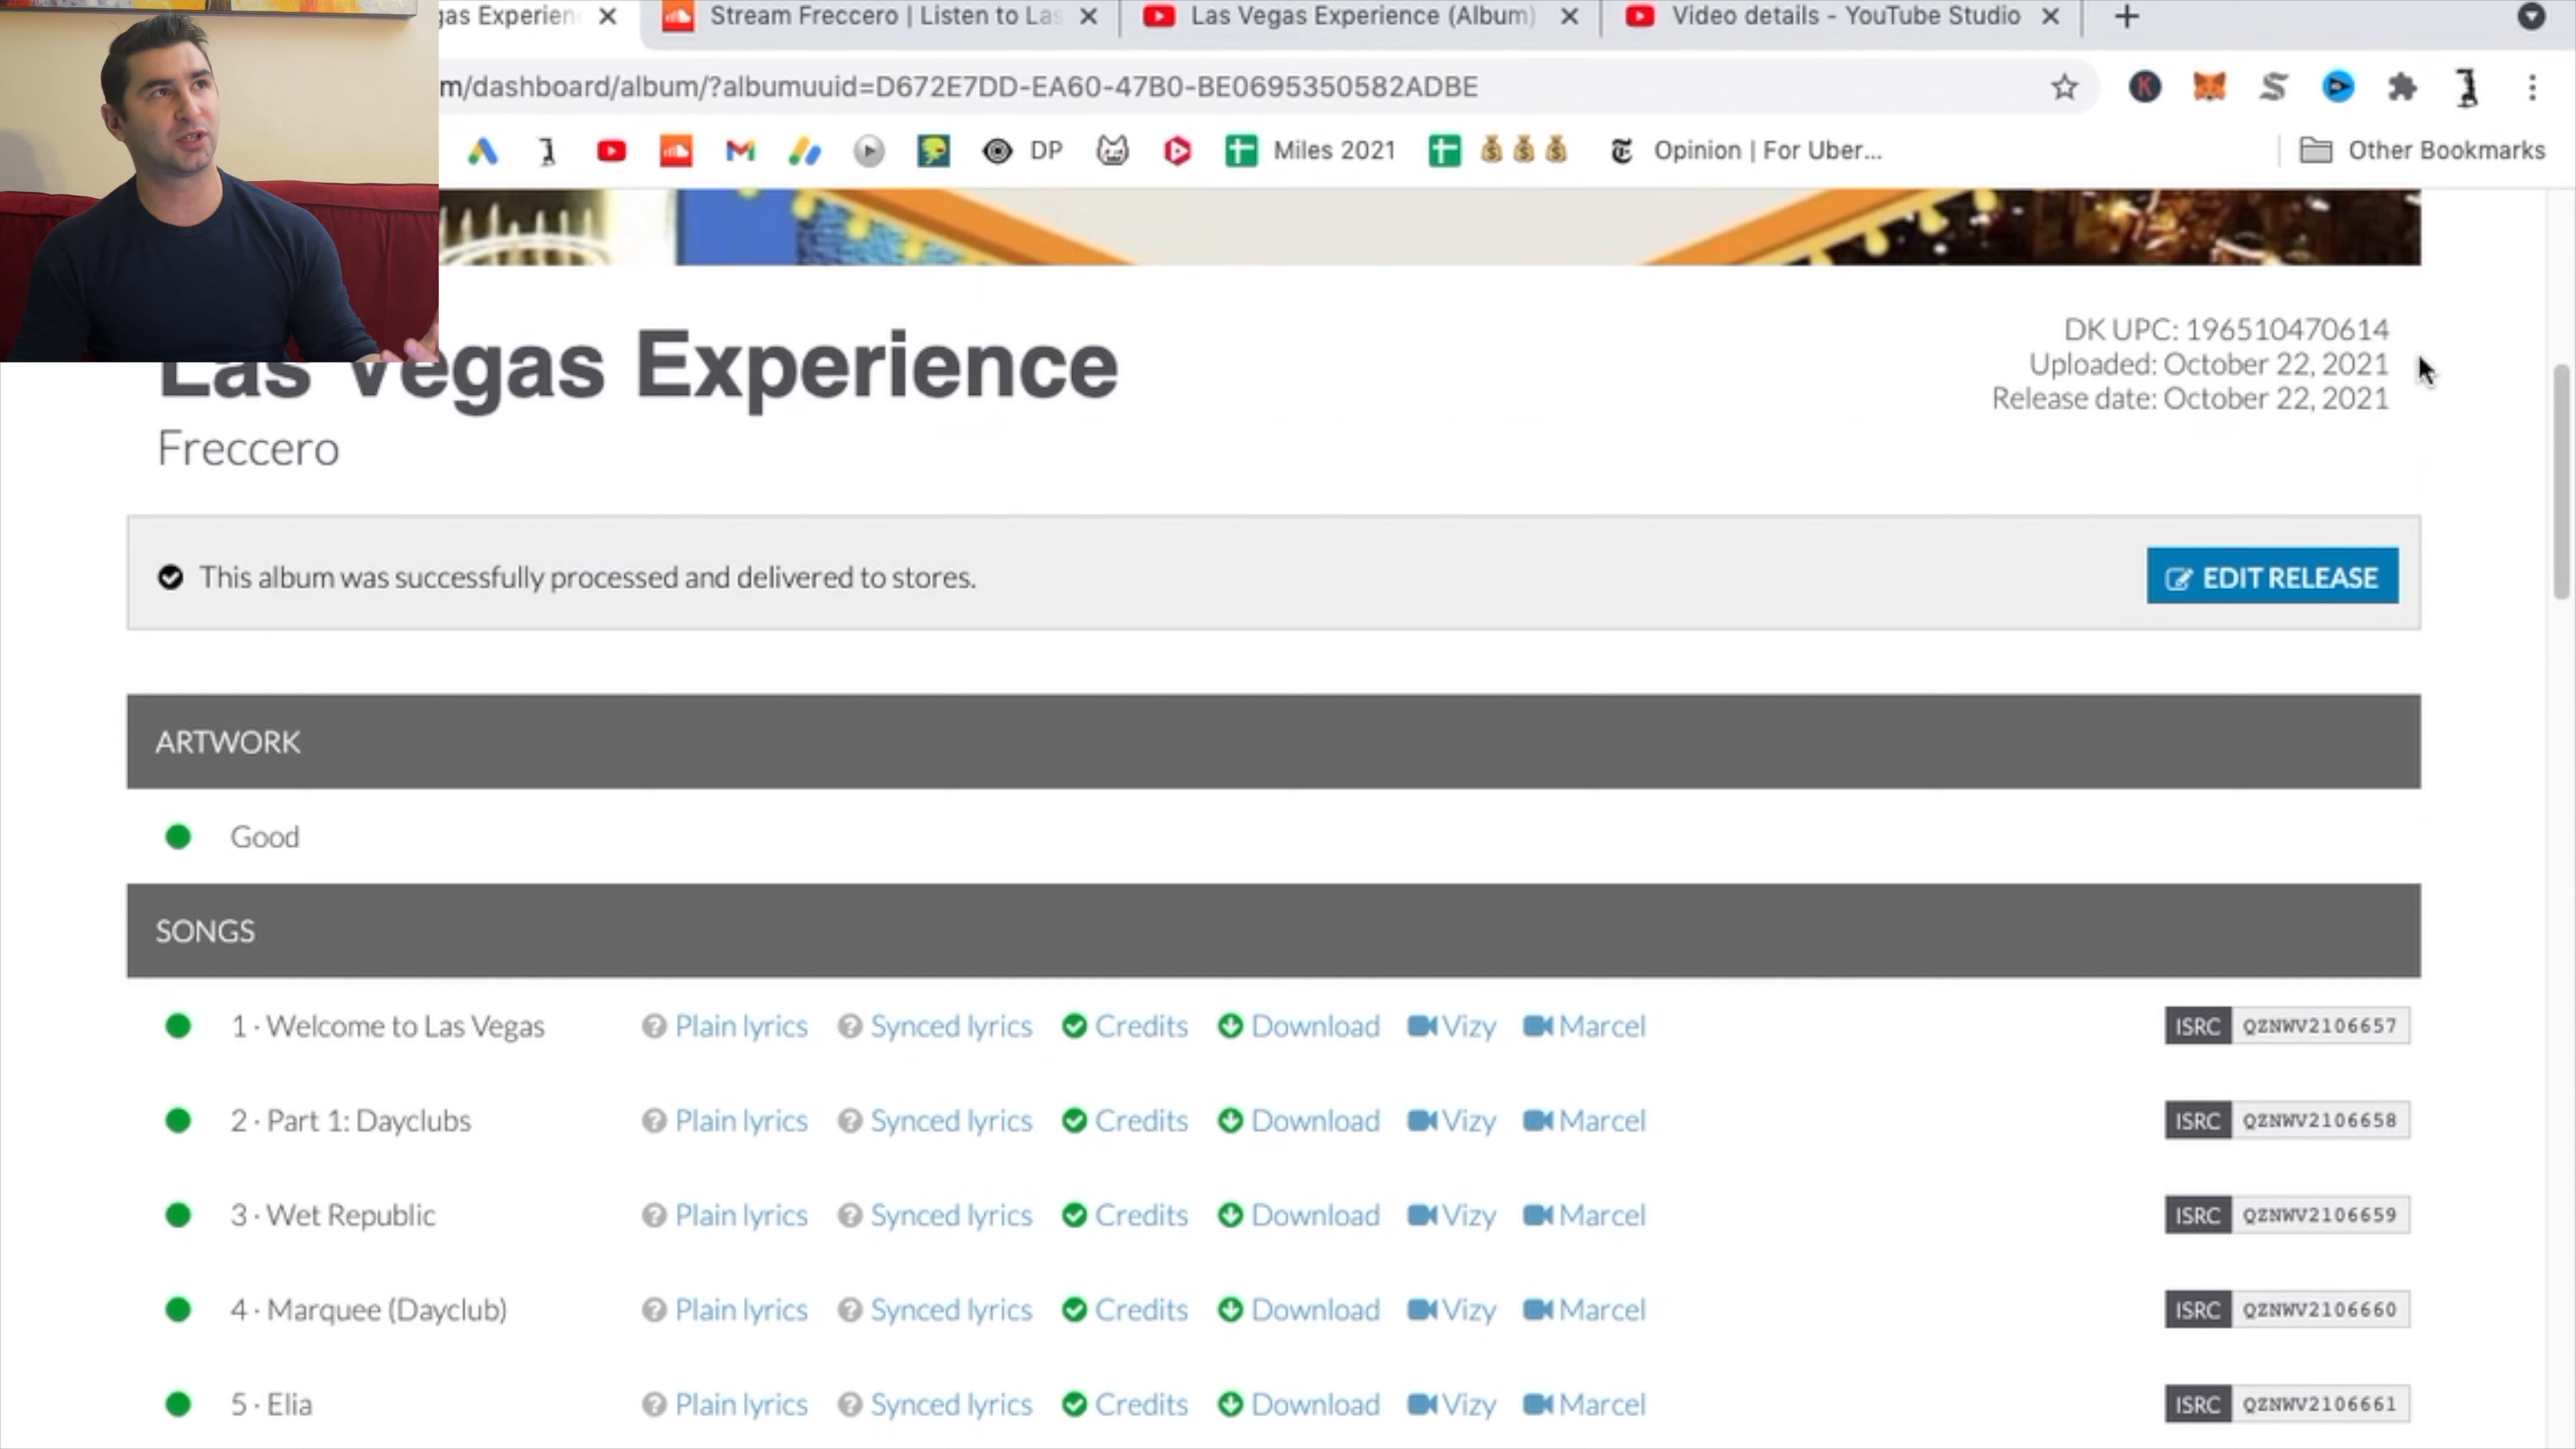 gas Experien
Stream Freccero | Listen to Las
Las Vegas Experience (Album)
Video details - YouTube Studio
m/dashboard/album/?albumuuid=D672E7DD-EA60-47B0-BE0695350582ADBE
DP
Miles 2021
Opinion | For Uber...
Other Bookmarks
Las Vegas Experience
Freccero
DK UPC: 196510470614
Uploaded: October 22, 2021
Release date: October 22, 2021
This album was successfully processed and delivered to stores.
EDIT RELEASE
ARTWORK
Good
SONGS
1 · Welcome to Las Vegas Plain lyrics Synced lyrics Credits Download Vizy Marcel ISRC QZNWV2106657
2 · Part 1: Dayclubs Plain lyrics Synced lyrics Credits Download Vizy Marcel ISRC QZNWV2106658
3 · Wet Republic Plain lyrics Synced lyrics Credits Download Vizy Marcel ISRC QZNWV2106659
4 · Marquee (Dayclub) Plain lyrics Synced lyrics Credits Download Vizy Marcel ISRC QZNWV2106660
5 · Elia Plain lyrics Synced lyrics Credits Download Vizy Marcel ISRC QZNWV2106661